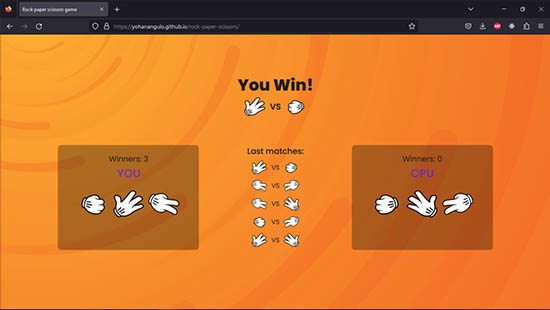 Rock paper scissors game
https://yohanangulo.github.io/rock-paper-scissors/
You Win!
VS
Last matches:
VS
VS
VS
VS
VS
Winners: 3
YOU
Winners: 0
CPU